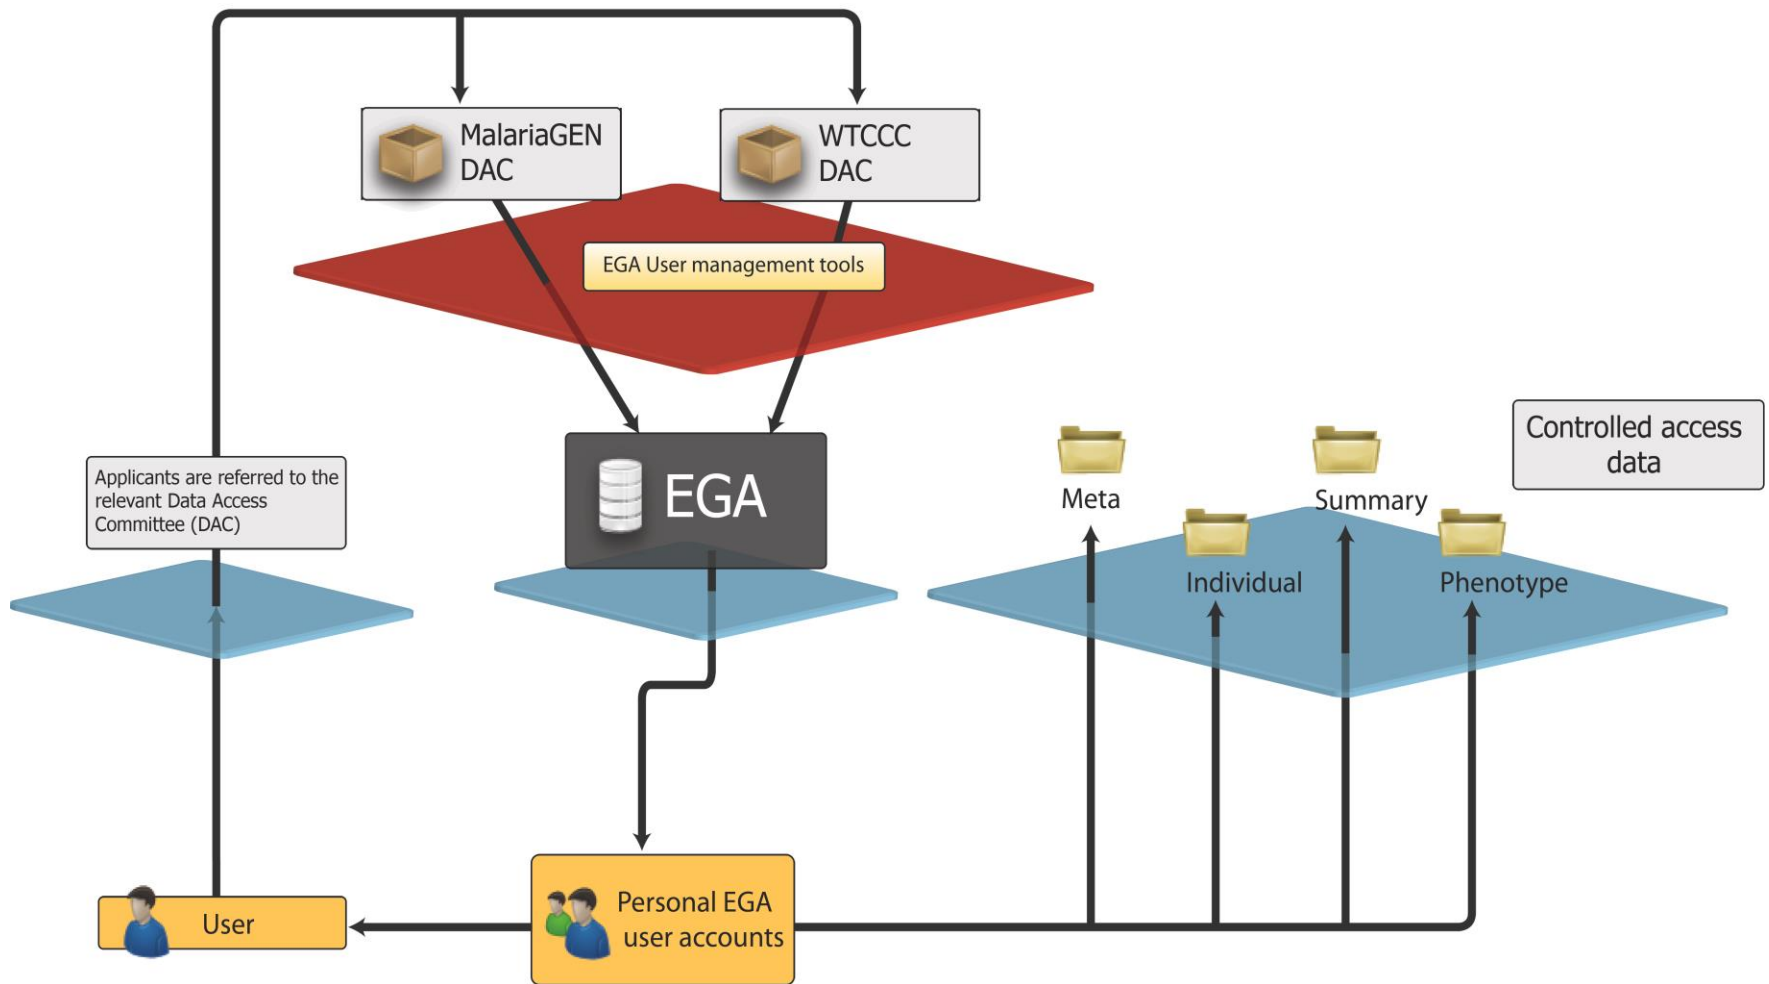 MalariaGEN
DAC
WTCCC
DAC
EGA User management tools
Applicants are referred to the
relevant Data Access
Committee (DAC)
EGA
Controlled access
data
Meta
Summary
Individual
Phenotype
User
Personal EGA
user accounts